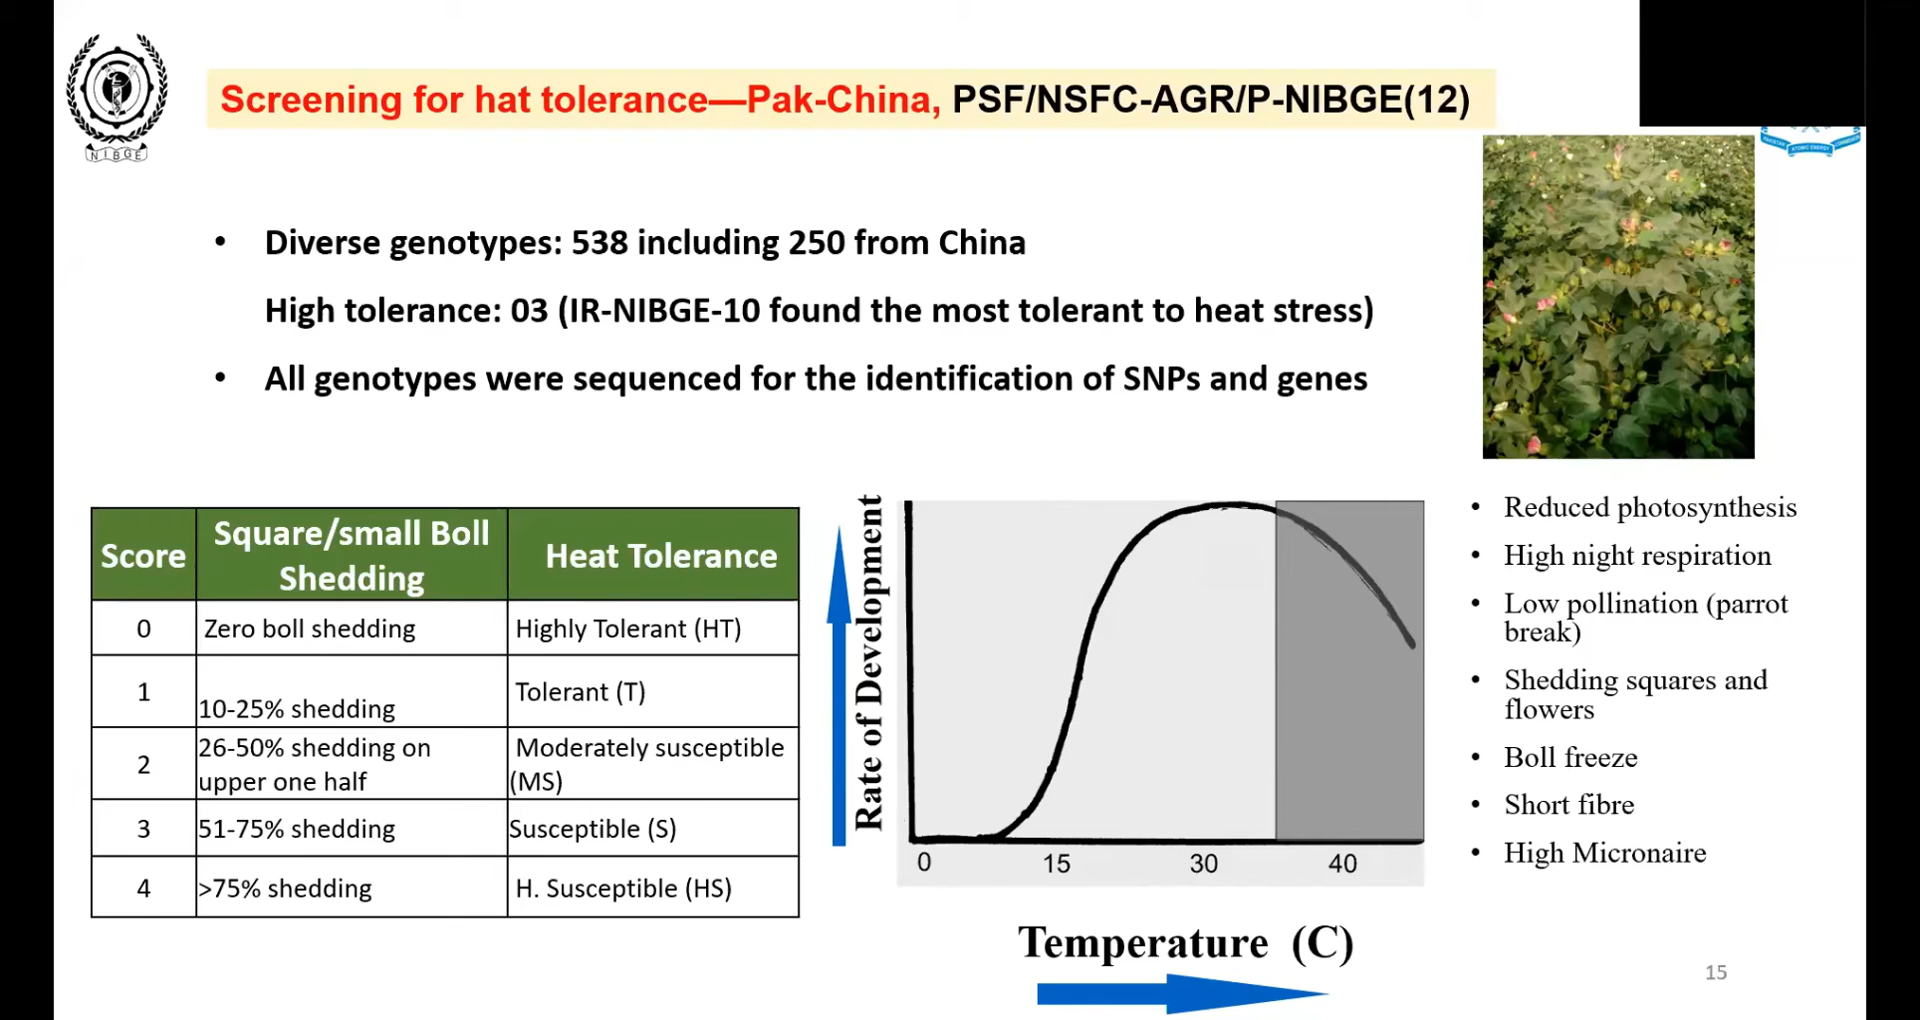 NIBGE
Screening for hat tolerance—Pak-China, PSF/NSFC-AGR/P-NIBGE(12)
PAKISTAN ATOMIC ENERGY COMMISSION
• Diverse genotypes: 538 including 250 from China
High tolerance: 03 (IR-NIBGE-10 found the most tolerant to heat stress)
• All genotypes were sequenced for the identification of SNPs and genes
Score
Square/small Boll
Shedding
Heat Tolerance
0
Zero boll shedding
Highly Tolerant (HT)
1
10-25% shedding
Tolerant (T)
2
26-50% shedding on
upper one half
Moderately susceptible
(MS)
3
51-75% shedding
Susceptible (S)
4
>75% shedding
H. Susceptible (HS)
Rate of Development
0 15 30 40
Temperature (C)
• Reduced photosynthesis
• High night respiration
• Low pollination (parrot
break)
• Shedding squares and
flowers
• Boll freeze
• Short fibre
• High Micronaire
15